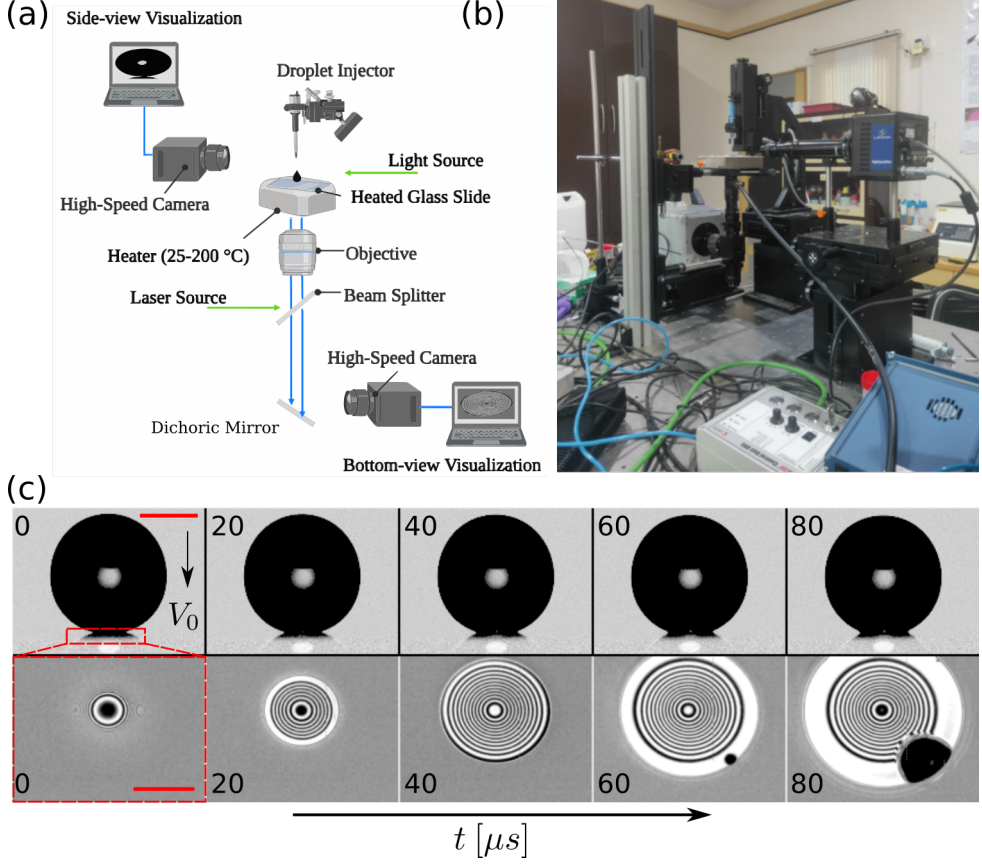 (a)
Side-view Visualization
Droplet Injector
Light Source
Heated Glass Slide
High-Speed Camera
Heater (25-200 °C)
Objective
Laser Source
Beam Splitter
High-Speed Camera
Dichoric Mirror
Bottom-view Visualization
(b)
(c)
0 20 40 60 80
V₀
0 20 40 60 80
t [μs]